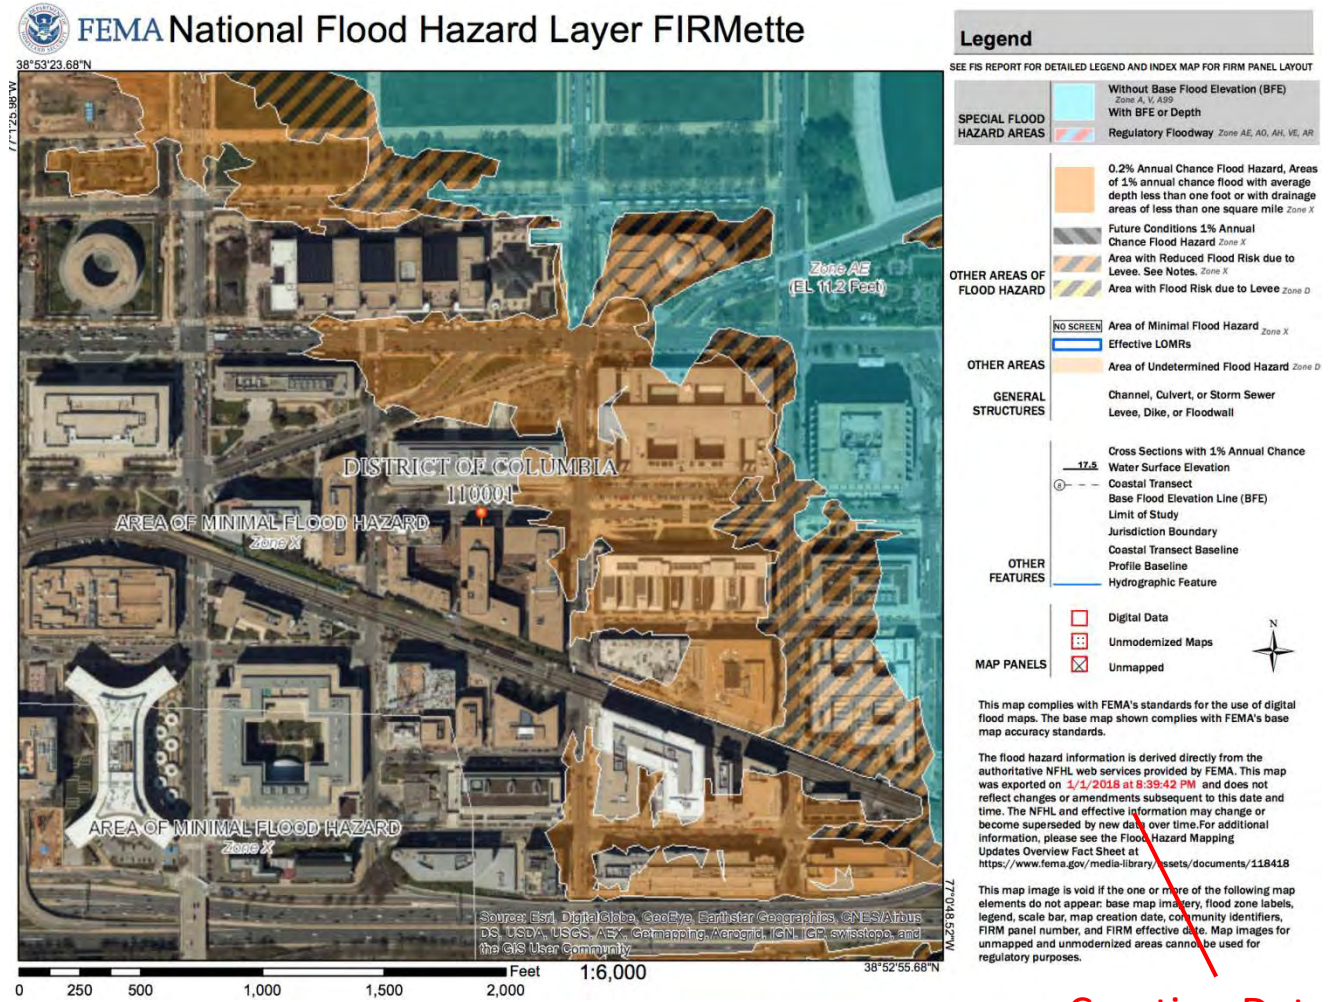 FEMA National Flood Hazard Layer FIRMette
38°53'23.68"N
77°1'25.98"W
Zone AE
(EL 11.2 Feet)
DISTRICT OF COLUMBIA
110001
AREA OF MINIMAL FLOOD HAZARD
Zone X
AREA OF MINIMAL FLOOD HAZARD
Zone X
Source: Esri, DigitalGlobe, GeoEye, Earthstar Geographics, CNES/Airbus
DS, USDA, USGS, AEX, Getmapping, Aerogrid, IGN, IGP, swisstopo, and
the GIS User Community
77°0'48.52"W
38°52'55.68"N
Feet
1:6,000
0 250 500 1,000 1,500 2,000
Legend
SEE FIS REPORT FOR DETAILED LEGEND AND INDEX MAP FOR FIRM PANEL LAYOUT
SPECIAL FLOOD
HAZARD AREAS
Without Base Flood Elevation (BFE)
Zone A, V, A99
With BFE or Depth
Regulatory Floodway Zone AE, AO, AH, VE, AR
OTHER AREAS OF
FLOOD HAZARD
0.2% Annual Chance Flood Hazard, Areas
of 1% annual chance flood with average
depth less than one foot or with drainage
areas of less than one square mile Zone X
Future Conditions 1% Annual
Chance Flood Hazard Zone X
Area with Reduced Flood Risk due to
Levee. See Notes. Zone X
Area with Flood Risk due to Levee Zone D
OTHER AREAS
NO SCREEN Area of Minimal Flood Hazard Zone X
Effective LOMRs
Area of Undetermined Flood Hazard Zone D
GENERAL
STRUCTURES
Channel, Culvert, or Storm Sewer
Levee, Dike, or Floodwall
OTHER
FEATURES
Cross Sections with 1% Annual Chance
17.5 Water Surface Elevation
8 Coastal Transect
Base Flood Elevation Line (BFE)
Limit of Study
Jurisdiction Boundary
Coastal Transect Baseline
Profile Baseline
Hydrographic Feature
MAP PANELS
Digital Data
Unmodernized Maps
Unmapped
N
This map complies with FEMA's standards for the use of digital
flood maps. The base map shown complies with FEMA's base
map accuracy standards.
The flood hazard information is derived directly from the
authoritative NFHL web services provided by FEMA. This map
was exported on 1/1/2018 at 8:39:42 PM and does not
reflect changes or amendments subsequent to this date and
time. The NFHL and effective information may change or
become superseded by new data over time.For additional
information, please see the Flood Hazard Mapping
Updates Overview Fact Sheet at
https://www.fema.gov/media-library/assets/documents/118418
This map image is void if the one or more of the following map
elements do not appear: base map imagery, flood zone labels,
legend, scale bar, map creation date, community identifiers,
FIRM panel number, and FIRM effective date. Map images for
unmapped and unmodernized areas cannot be used for
regulatory purposes.